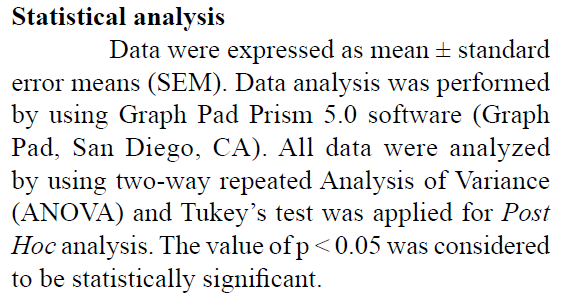 Statistical analysis
Data were expressed as mean ± standard
error means (SEM). Data analysis was performed
by using Graph Pad Prism 5.0 software (Graph
Pad, San Diego, CA). All data were analyzed
by using two-way repeated Analysis of Variance
(ANOVA) and Tukey’s test was applied for Post
Hoc analysis. The value of p < 0.05 was considered
to be statistically significant.